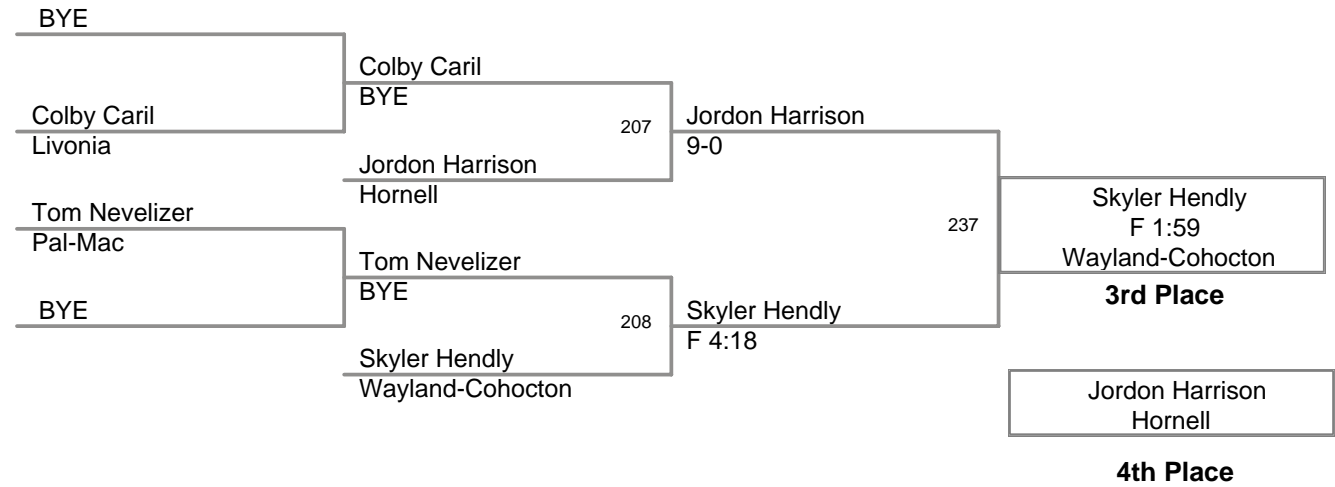 BYE
Colby Caril
BYE
Colby Caril
Livonia
207
Jordon Harrison
9-0
Jordon Harrison
Hornell
Tom Nevelizer
Pal-Mac
237
Skyler Hendly
F 1:59
Wayland-Cohocton
3rd Place
Tom Nevelizer
BYE
BYE
208
Skyler Hendly
F 4:18
Skyler Hendly
Wayland-Cohocton
Jordon Harrison
Hornell
4th Place